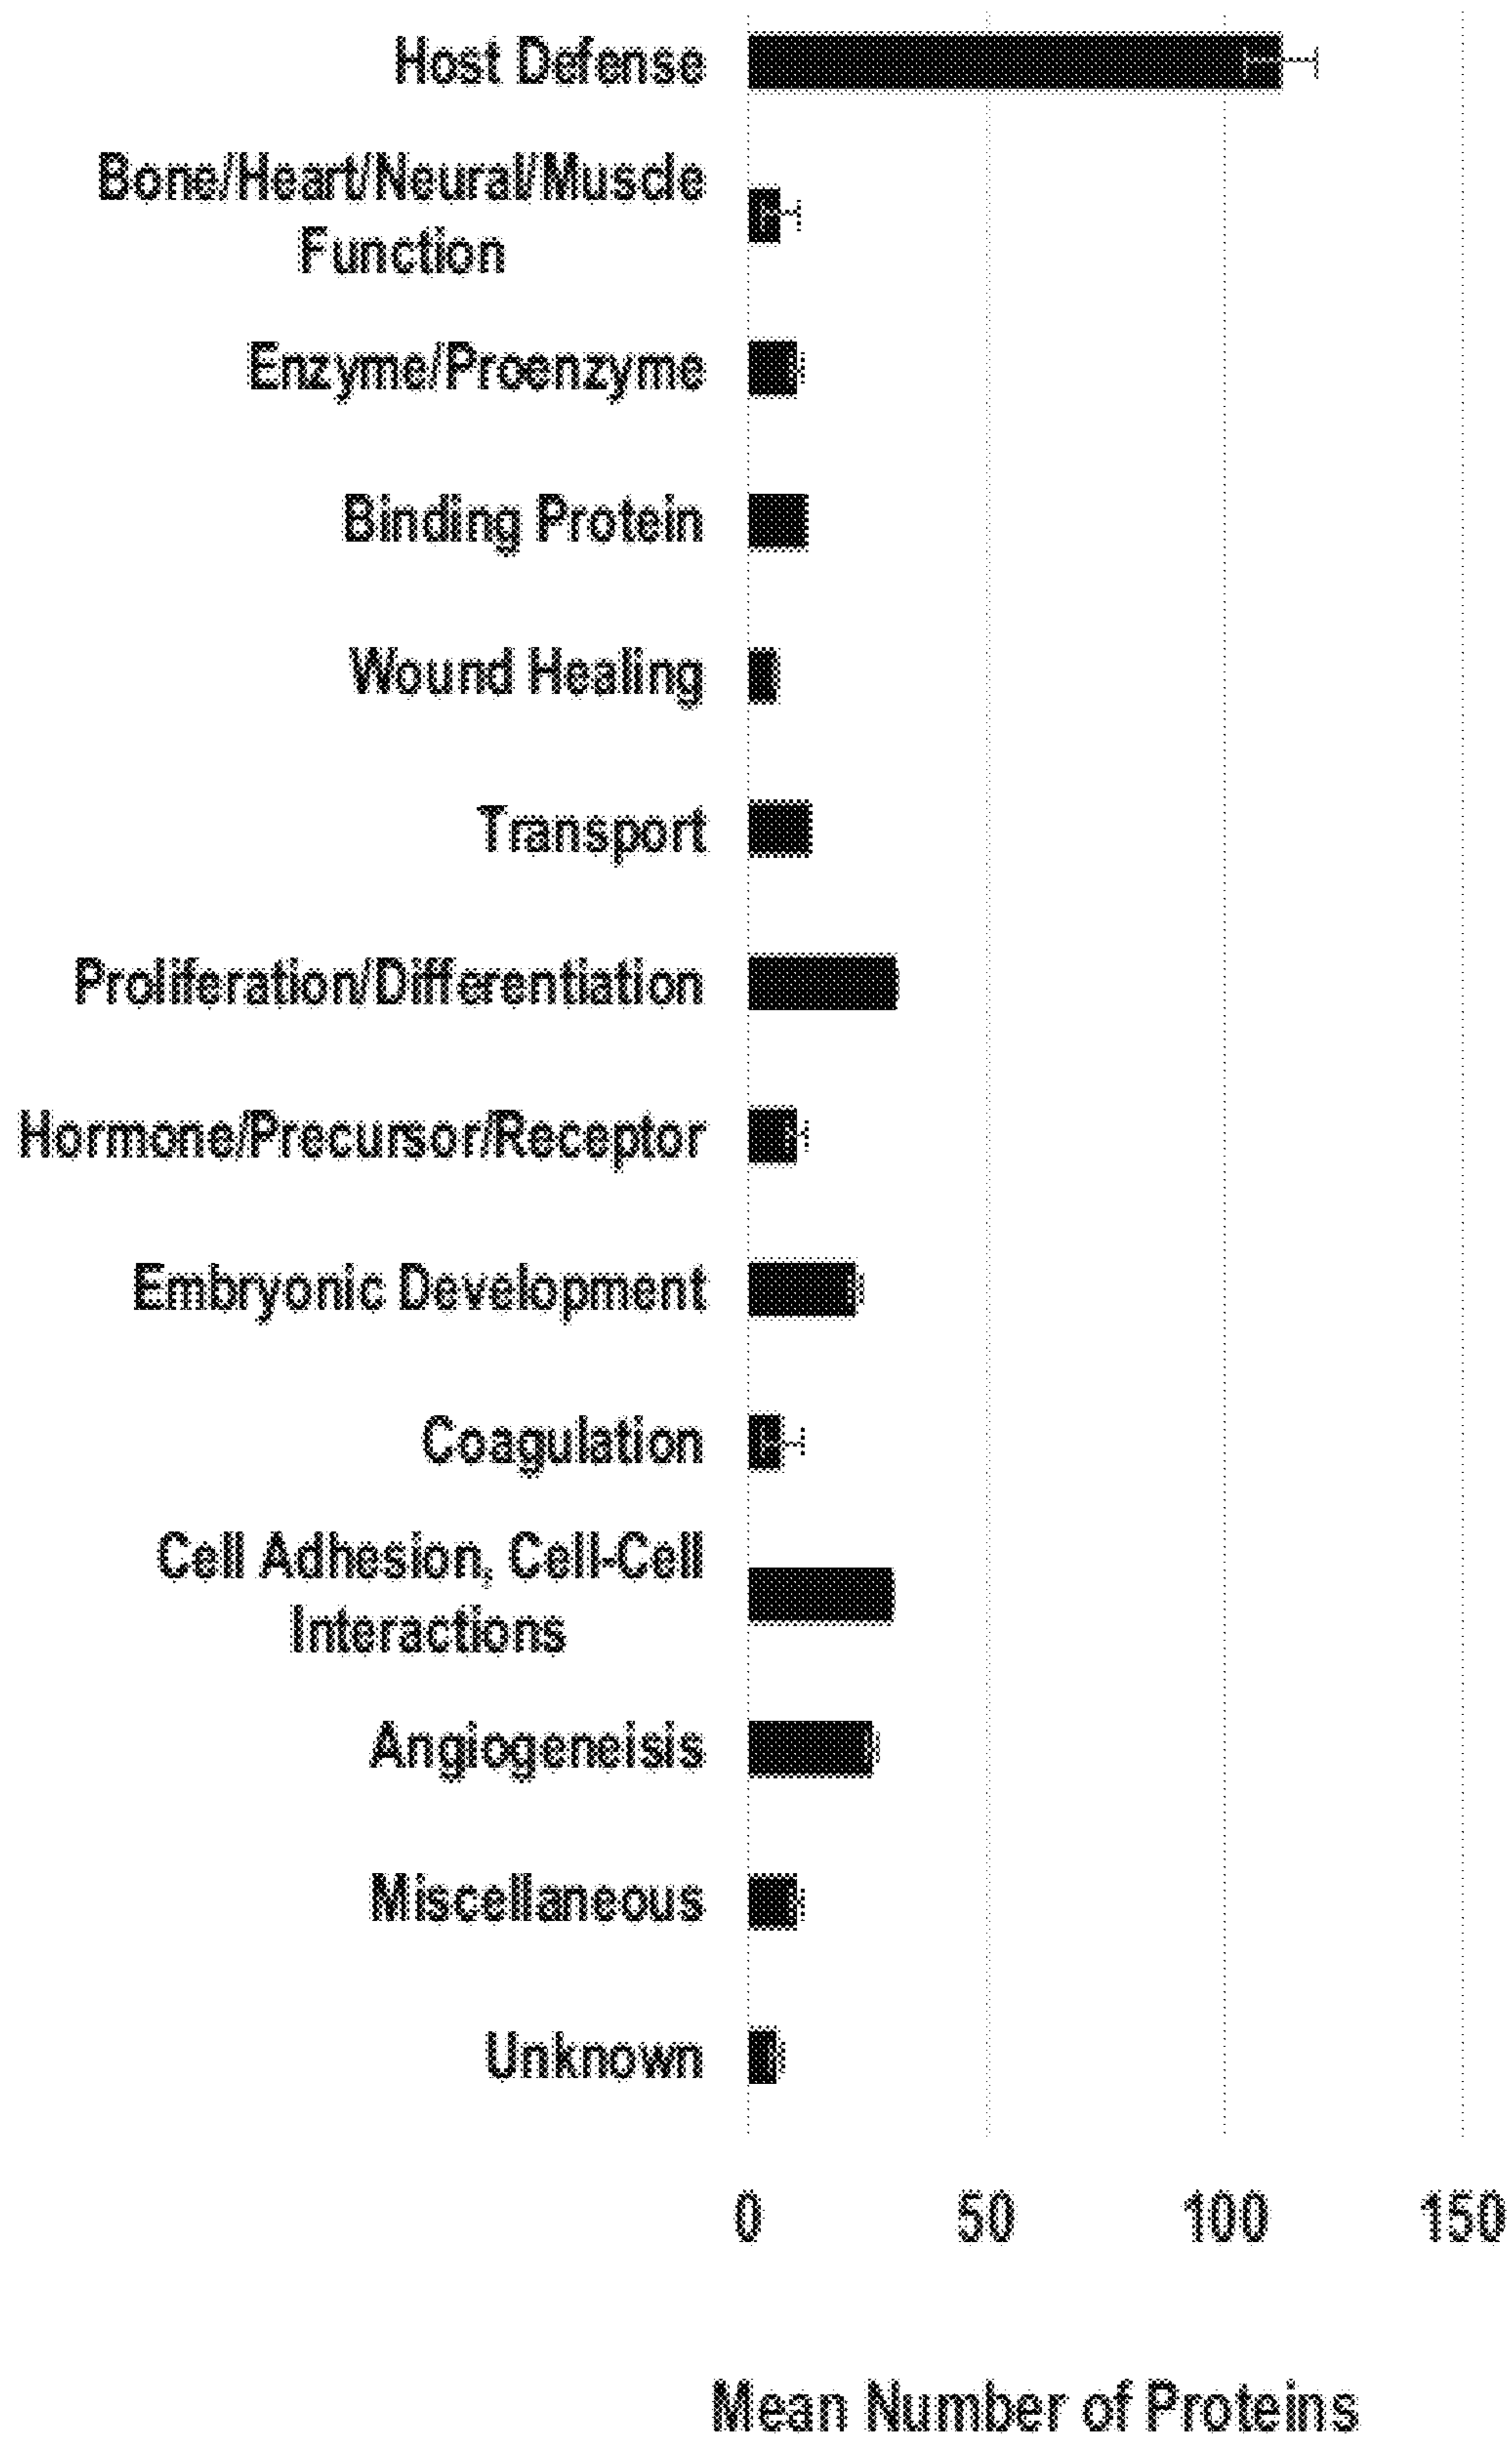 Host Defense
Bone/Heart/Neural/Muscle
Function
Enzyme/Proenzyme
Binding Protein
Wound Healing
Transport
Proliferation/Differentiation
Hormone/Precursor/Receptor
Embryonic Development
Coagulation
Cell Adhesion, Cell-Cell
Interactions
Angiogeneisis
Miscellaneous
Unknown
0 50 100 150
Mean Number of Proteins